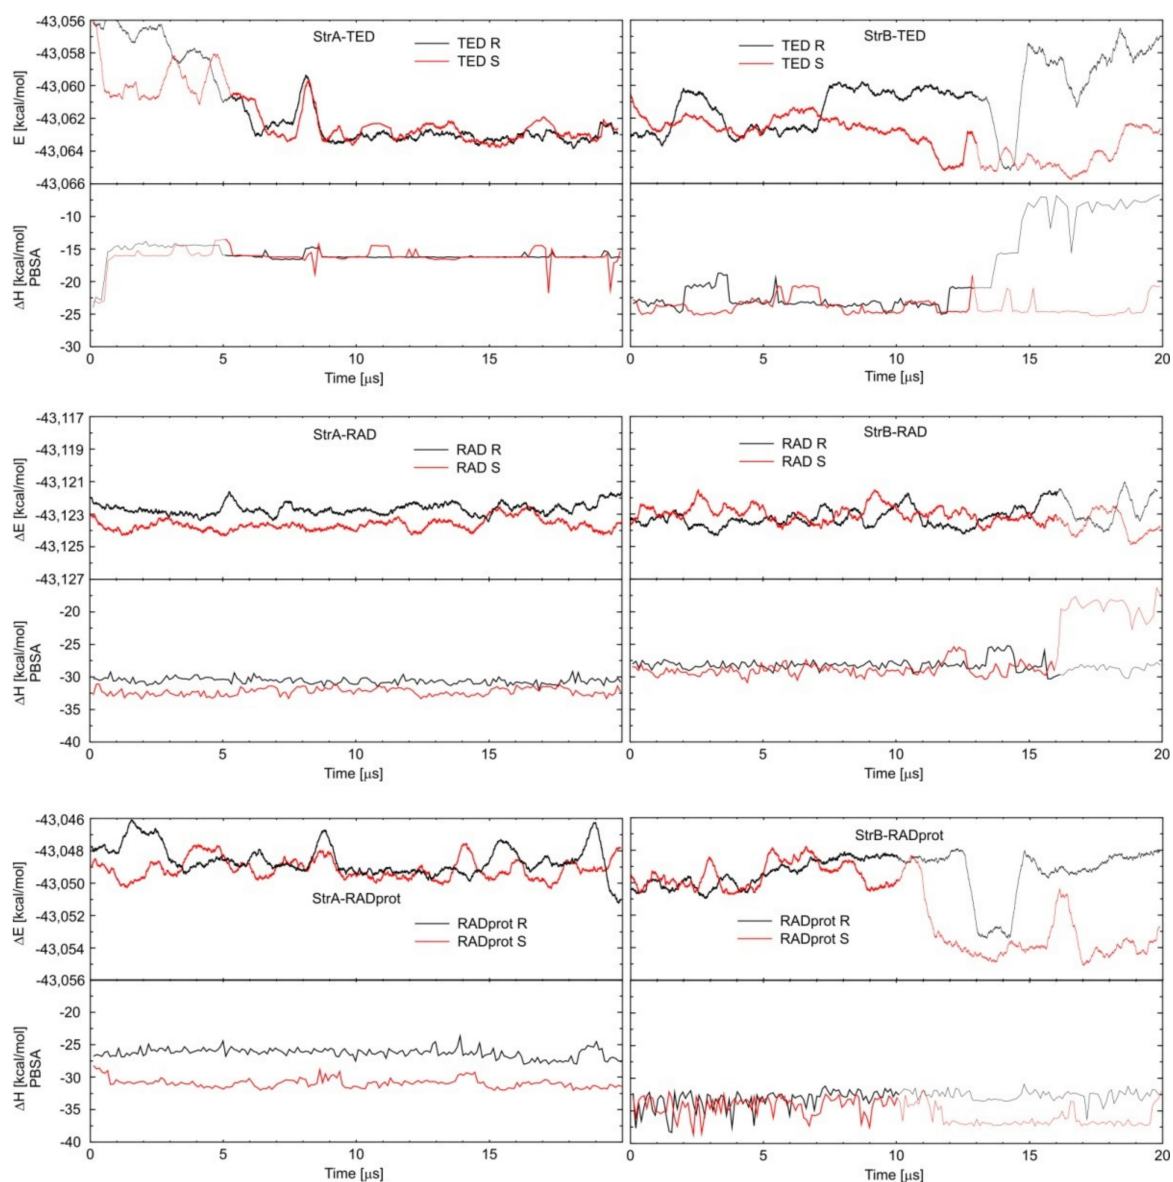 StrA-TED
TED R
TED S
E [kcal/mol]
-43,056
-43,058
-43,060
-43,062
-43,064
-43,066
StrB-TED
TED R
TED S
ΔH [kcal/mol]
PBSA
-10
-15
-20
-25
-30
0 5 10 15
Time [μs]
0 5 10 15 20
Time [μs]
StrA-RAD
RAD R
RAD S
ΔE [kcal/mol]
-43,117
-43,119
-43,121
-43,123
-43,125
-43,127
StrB-RAD
RAD R
RAD S
ΔH [kcal/mol]
PBSA
-20
-25
-30
-35
-40
0 5 10 15
Time [μs]
0 5 10 15 20
Time [μs]
StrA-RADprot
RADprot R
RADprot S
ΔE [kcal/mol]
-43,046
-43,048
-43,050
-43,052
-43,054
-43,056
StrB-RADprot
RADprot R
RADprot S
ΔH [kcal/mol]
PBSA
-20
-25
-30
-35
-40
0 5 10 15
Time [μs]
0 5 10 15 20
Time [μs]